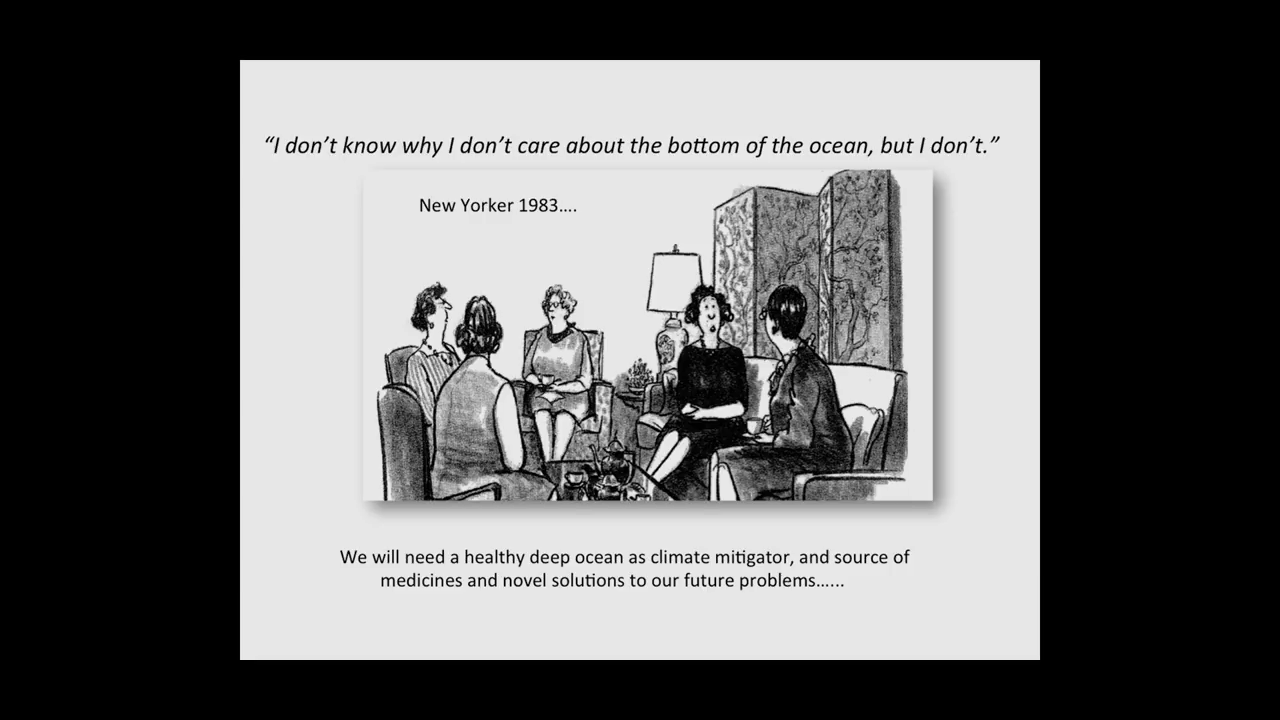 “I don’t know why I don’t care about the bottom of the ocean, but I don’t.”
New Yorker 1983....
We will need a healthy deep ocean as climate mitigator, and source of
medicines and novel solutions to our future problems......